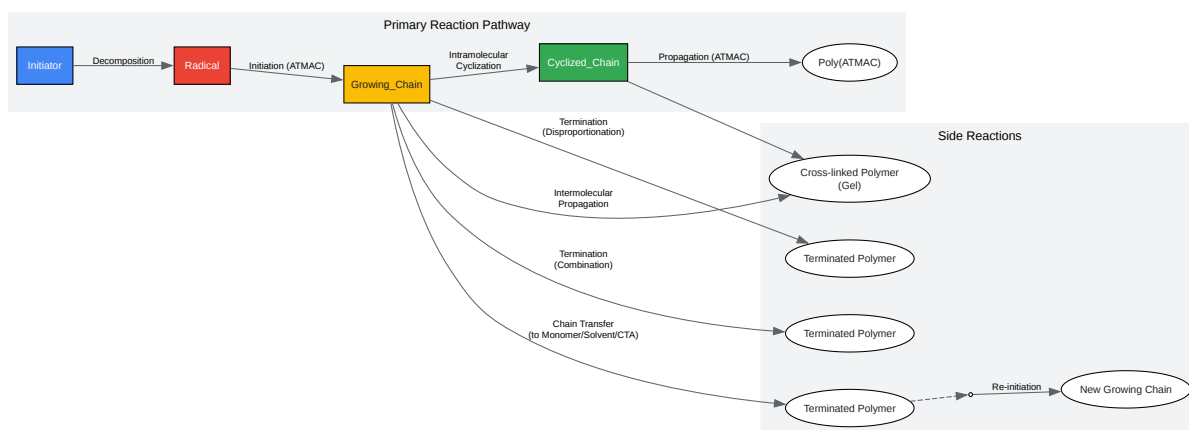 Primary Reaction Pathway
Initiator
Decomposition
Radical
Initiation (ATMAC)
Growing_Chain
Intramolecular
Cyclization
Cyclized_Chain
Propagation (ATMAC)
Poly(ATMAC)
Side Reactions
Termination
(Disproportionation)
Cross-linked Polymer
(Gel)
Intermolecular
Propagation
Terminated Polymer
Termination
(Combination)
Terminated Polymer
Chain Transfer
(to Monomer/Solvent/CTA)
Terminated Polymer
Re-initiation
New Growing Chain